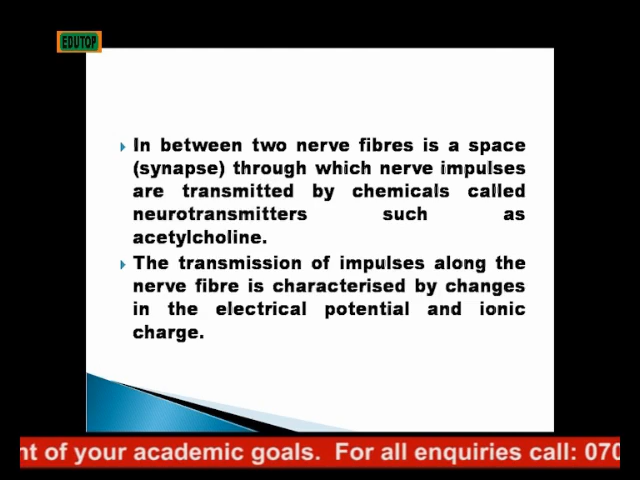 EDUTOP
In between two nerve fibres is a space
(synapse) through which nerve impulses
are transmitted by chemicals called
neurotransmitters such as
acetylcholine.
The transmission of impulses along the
nerve fibre is characterised by changes
in the electrical potential and ionic
charge.
nt of your academic goals. For all enquiries call: 070